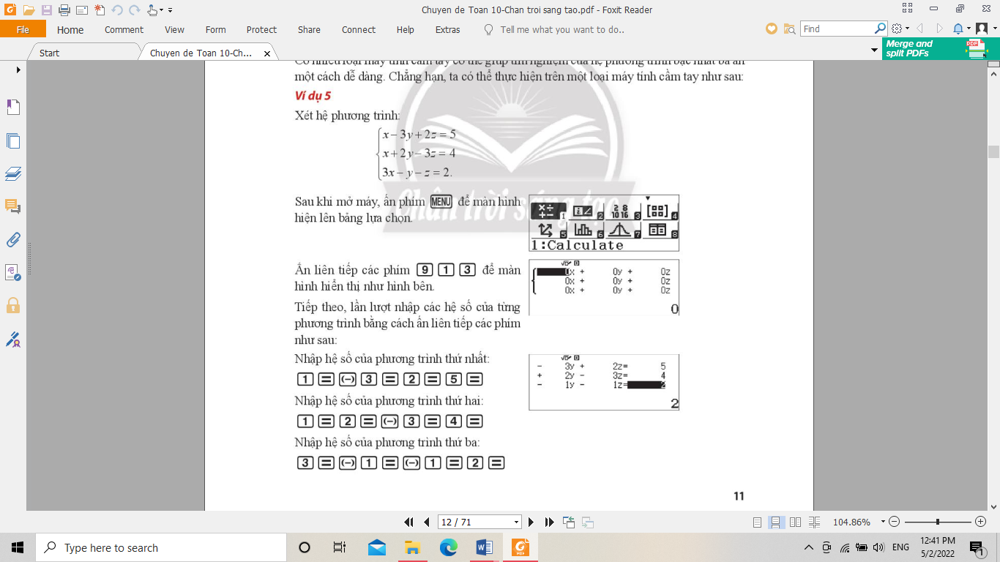 Chuyen de Toan 10-Chan troi sang tao.pdf - Foxit Reader
File Home Comment View Form Protect Share Connect Help Extras Tell me what you want to do.. Find
Start Chuyen de Toan 10-Ch... Merge and
split PDFs
Có nhiều loại máy tính cầm tay có thể giúp tìm nghiệm của hệ phương trình bậc nhất ba ẩn
một cách dễ dàng. Chẳng hạn, ta có thể thực hiện trên một loại máy tính cầm tay như sau:
Ví dụ 5
Xét hệ phương trình:
x − 3y + 2z = 5
x + 2y − 3z = 4
3x − y − z = 2.
Chân trời sáng tạo
Sau khi mở máy, ấn phím MENU để màn hình
hiện lên bảng lựa chọn.
×÷ +− 1 2 2 8 10 16 3 4
5 6 7 8
1:Calculate
Ấn liên tiếp các phím 9 1 3 để màn
hình hiển thị như hình bên.
0x + 0y + 0z
0x + 0y + 0z
0x + 0y + 0z
0
Tiếp theo, lần lượt nhập các hệ số của từng
phương trình bằng cách ấn liên tiếp các phím
như sau:
Nhập hệ số của phương trình thứ nhất:
1 = (−) 3 = 2 = 5 =
− 3y + 2z= 5
+ 2y − 3z= 4
− 1y − 1z= 2
2
Nhập hệ số của phương trình thứ hai:
1 = 2 = (−) 3 = 4 =
Nhập hệ số của phương trình thứ ba:
3 = (−) 1 = (−) 1 = 2 =
11
12 / 71 104.86%
Type here to search ENG 12:41 PM
5/2/2022 1